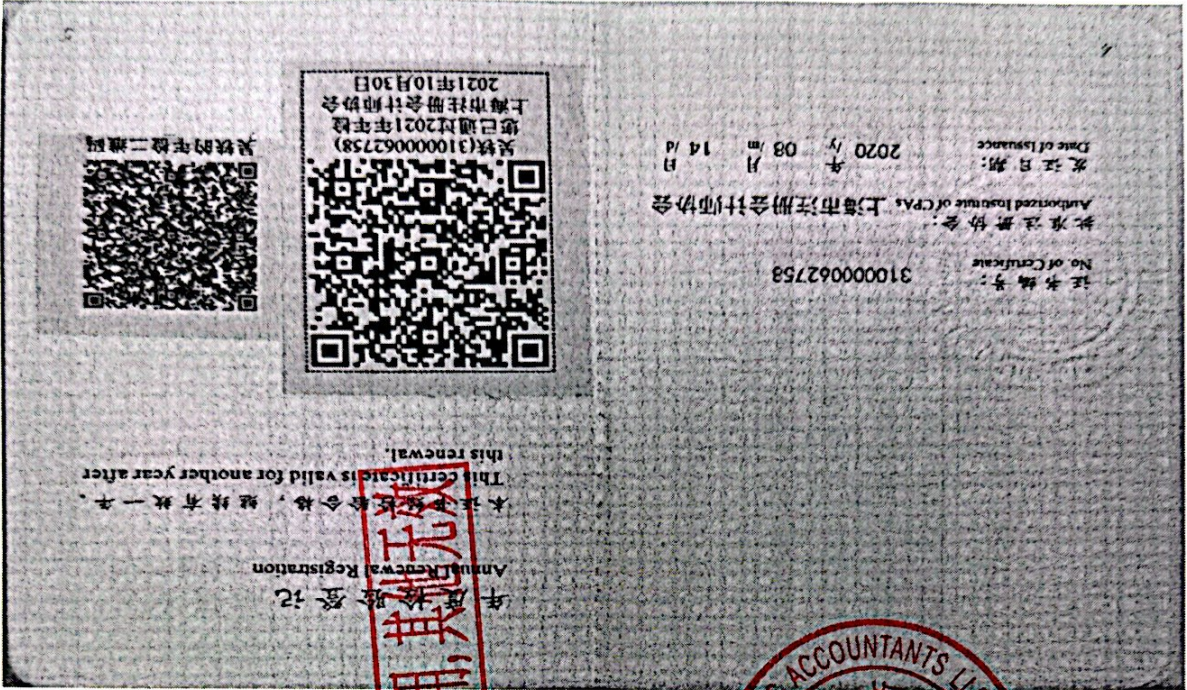 4
证书编号: 310000062758
No. of Certificate
批准注册协会: 上海市注册会计师协会
Authorized Institute of CPAs
发证日期: 2020 年 08 月 14 日
Date of Issuance /y /m /d
5
年度检验登记
Annual Renewal Registration
本证书经检验合格,继续有效一年。
This certificate is valid for another year after
this renewal.
(310000062758)
您已通过2021年年检
上海市注册会计师协会
2021年10月30日
的年检二维码
其他无效
ACCOUNTANTS